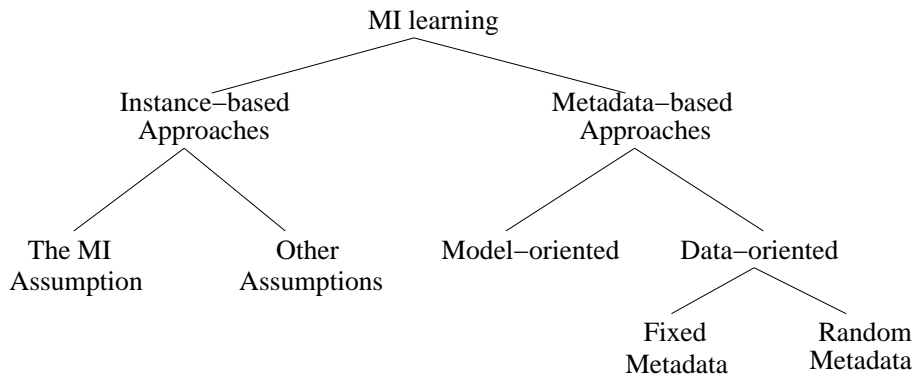 MI learning
Instance−based
Approaches
Metadata−based
Approaches
The MI
Assumption
Other
Assumptions
Model−oriented
Data−oriented
Fixed
Metadata
Random
Metadata